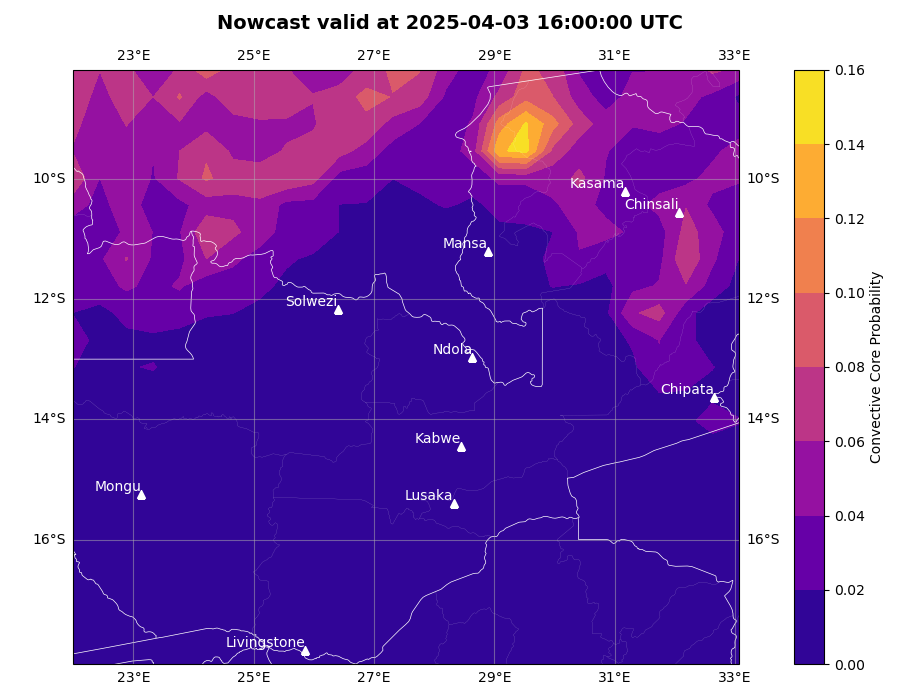 Nowcast valid at 2025-04-03 16:00:00 UTC
23°E 25°E 27°E 29°E 31°E 33°E
0.16
0.14
10°S Kasama 10°S
Chinsali
0.12
Mansa
12°S Solwezi 12°S
0.10
Ndola
0.08
Chipata
14°S 14°S
Kabwe
0.06
Mongu Lusaka
0.04
16°S 16°S
0.02
Livingstone
0.00
23°E 25°E 27°E 29°E 31°E 33°E
Convective Core Probability